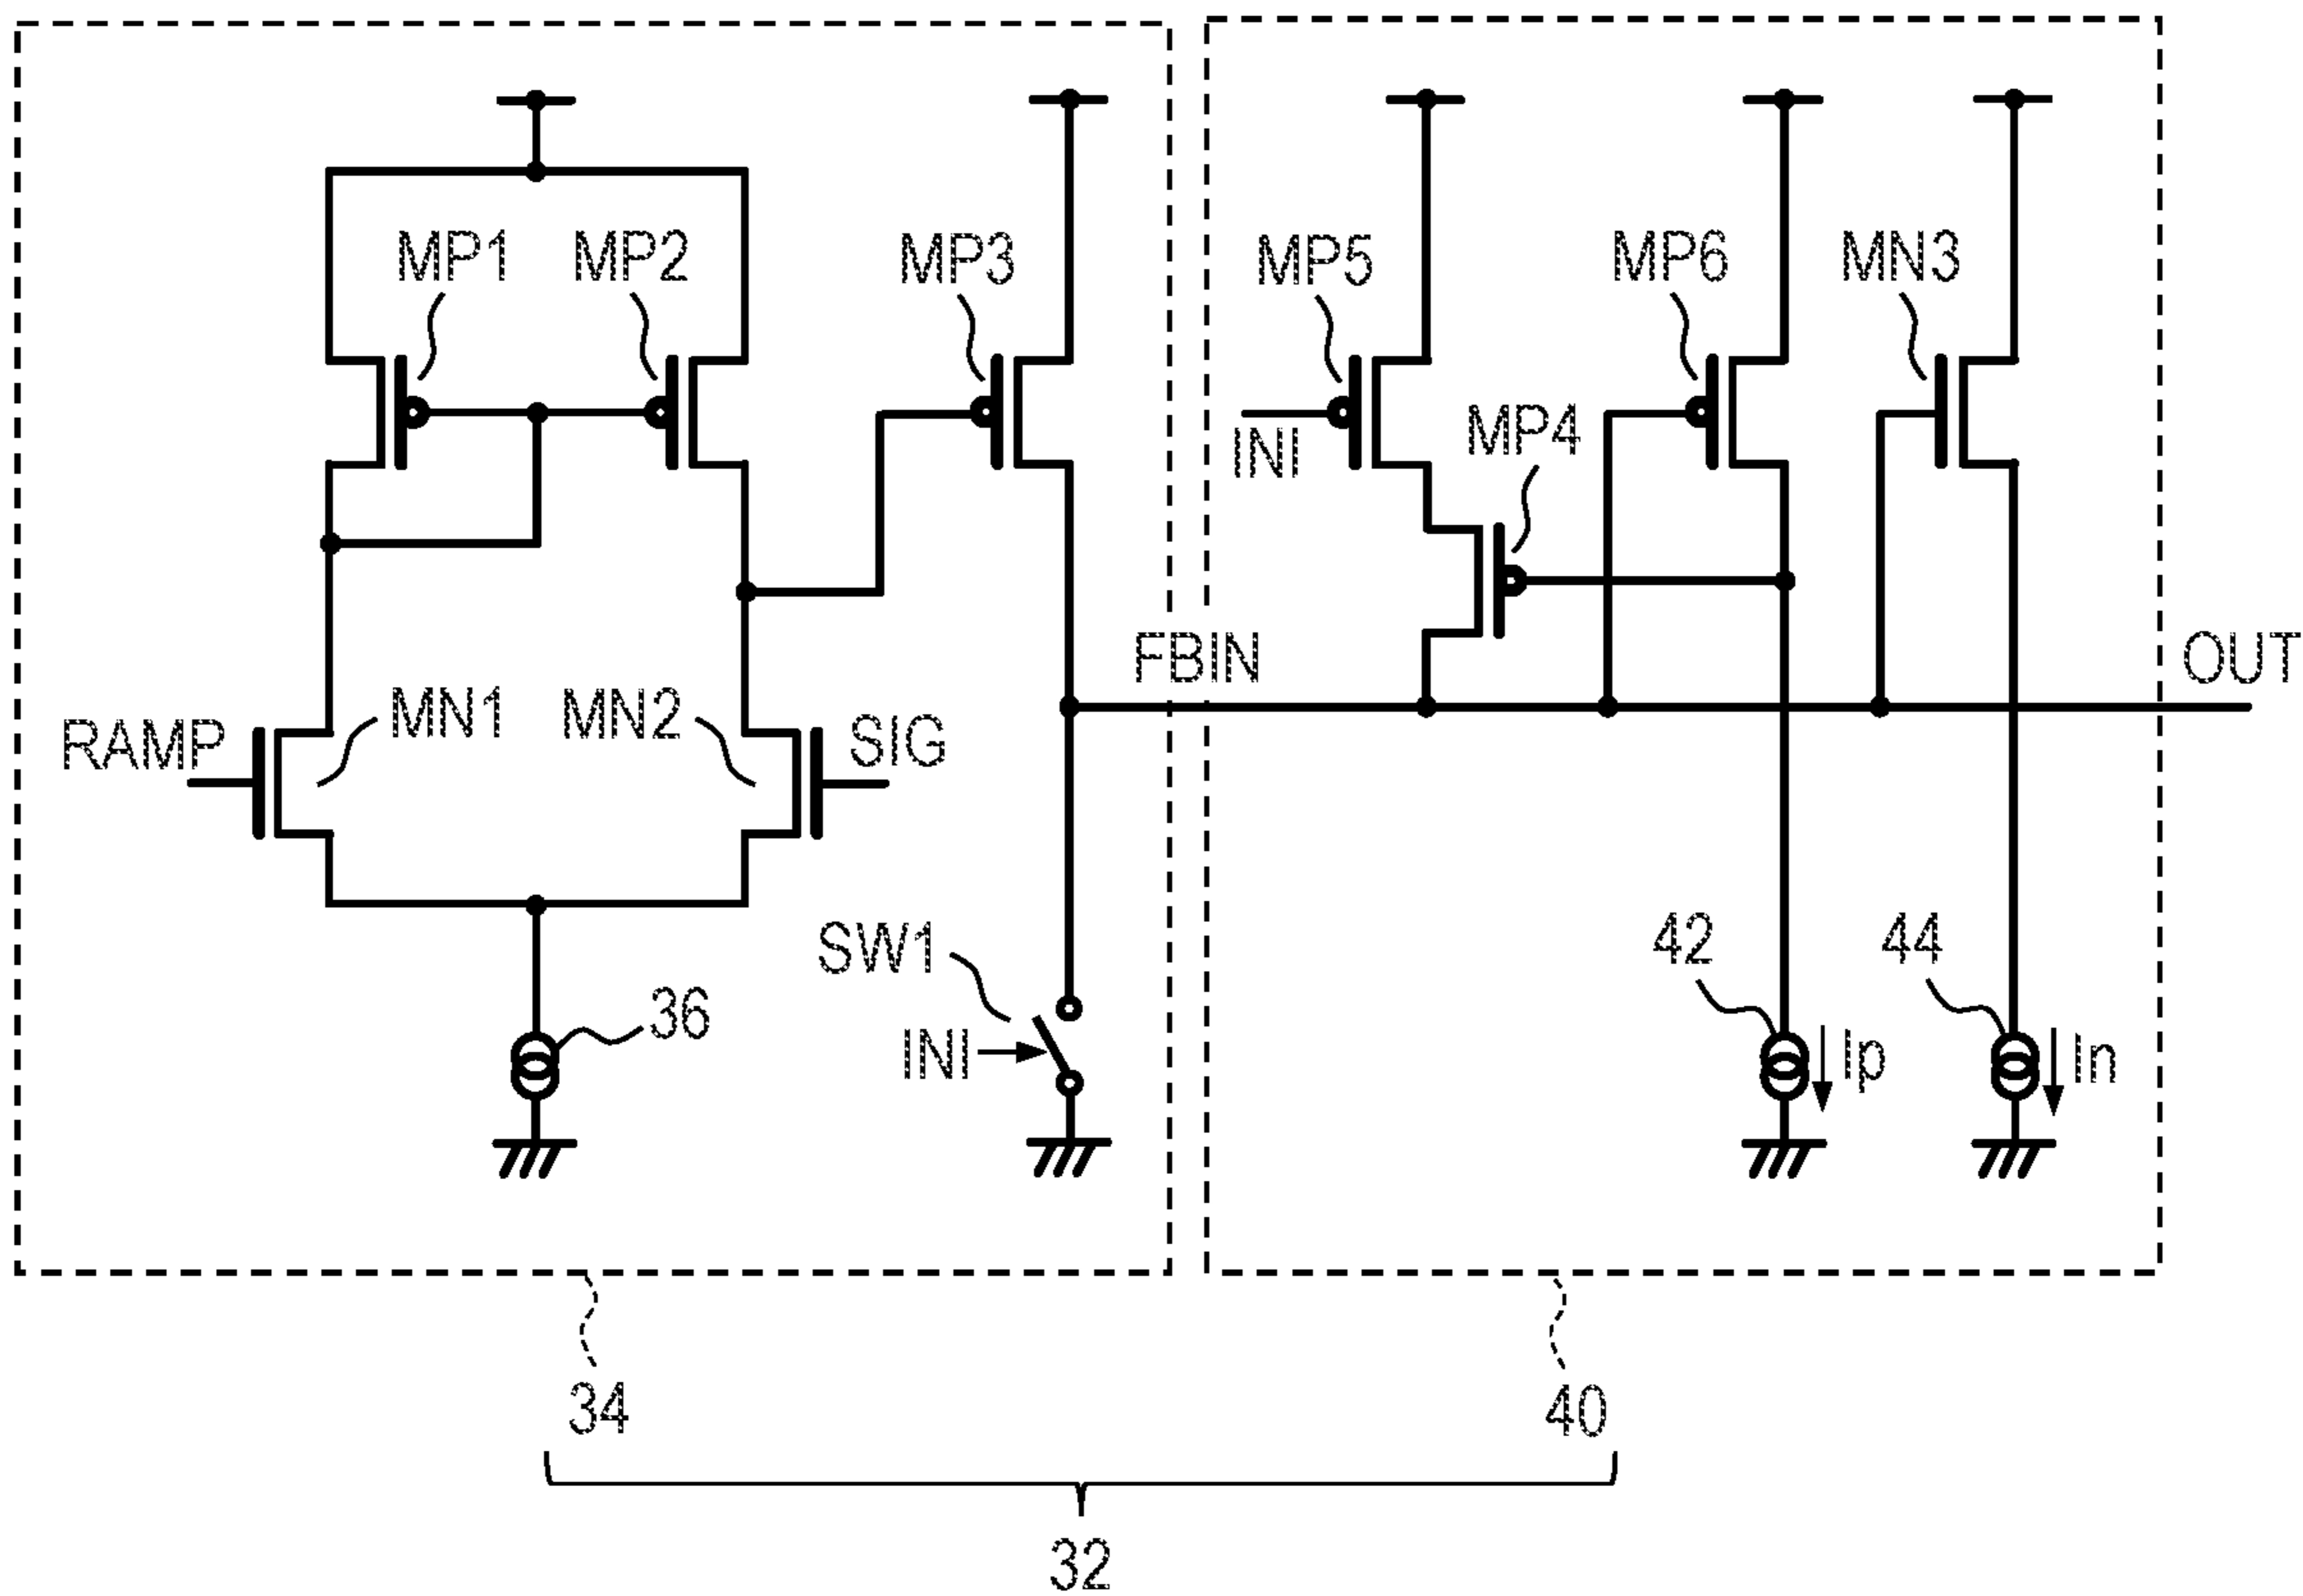 MP1
MP2
MP3
MP5
MP6
MN3
INI
MP4
FBIN
OUT
RAMP
MN1
MN2
SIG
SW1
42
44
36
INI
Ip
In
34
40
32